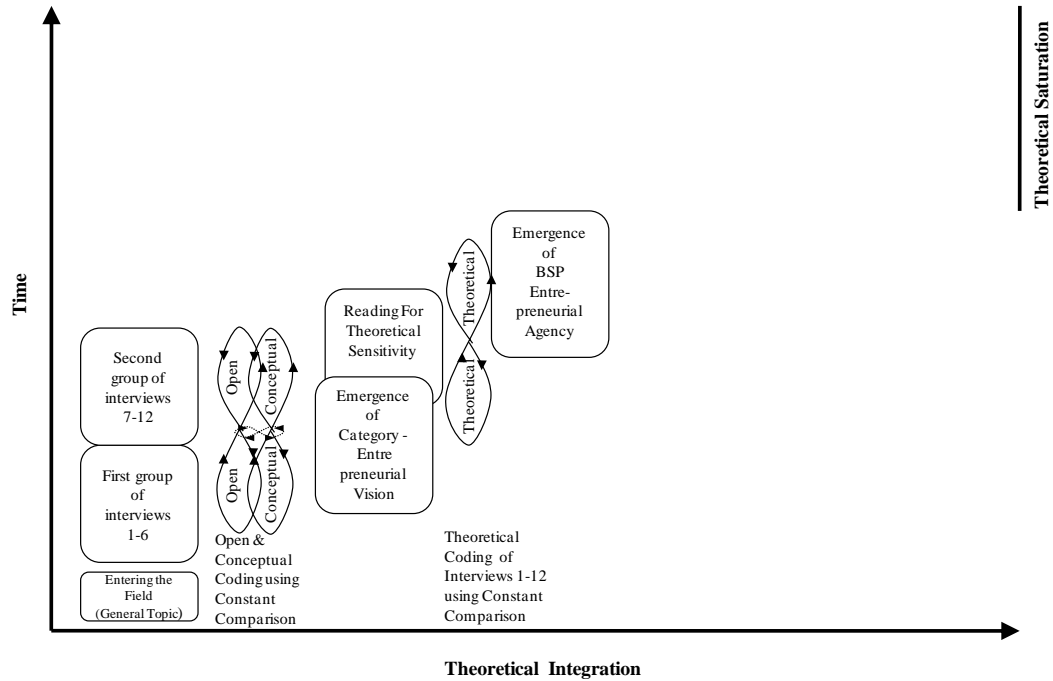 Time
Theoretical Saturation
Second
group of
interviews
7-12
First group
of
interviews
1-6
Entering the
Field
(General Topic)
Open
Conceptual
Open
Conceptual
Open &
Conceptual
Coding using
Constant
Comparison
Reading For
Theoretical
Sensitivity
Emergence
of
Category -
Entre
preneurial
Vision
Theoretical
Theoretical
Theoretical
Coding of
Interviews 1-12
using Constant
Comparison
Emergence
of
BSP
Entre-
preneurial
Agency
Theoretical Integration